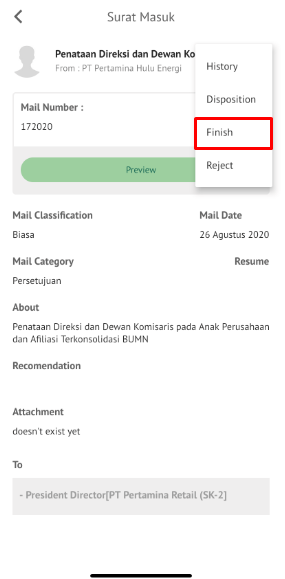 Surat Masuk
Penataan Direksi dan Dewan Ko
From : PT Pertamina Hulu Energi
History
Disposition
Finish
Reject
Mail Number :
172020
Preview
Mail Classification
Mail Date
Biasa
26 Agustus 2020
Mail Category
Resume
Persetujuan
About
Penataan Direksi dan Dewan Komisaris pada Anak Perusahaan
dan Afiliasi Terkonsolidasi BUMN
Recomendation
Attachment
doesn't exist yet
To
- President Director[PT Pertamina Retail (SK-2]